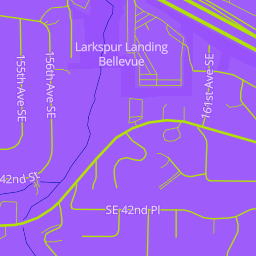 Larkspur Landing
Bellevue
155th Ave SE
156th Ave SE
161st Ave SE
42nd St
SE 42nd Pl